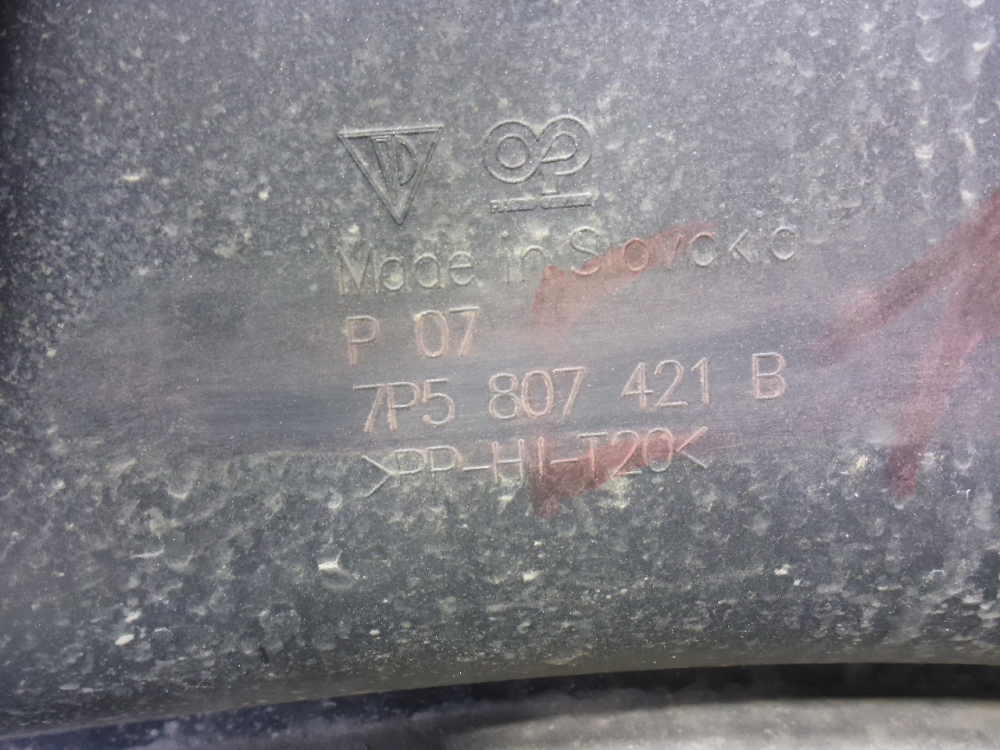 Made in Slovakia
P 07
7P5 807 421 B
>PP-HI-T20<